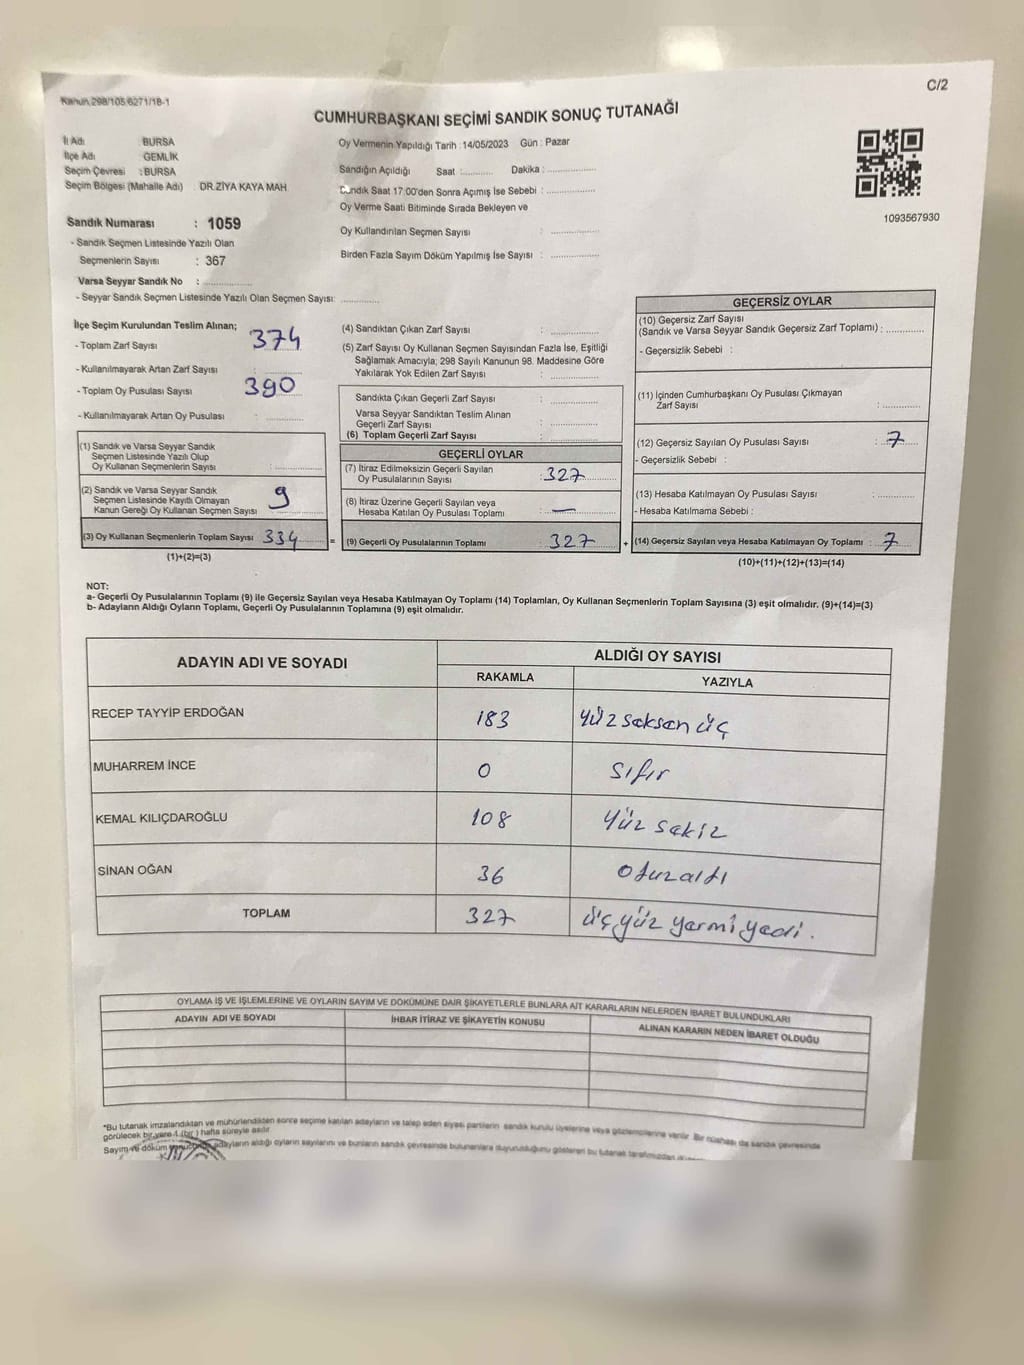 Kanun,298/105,6271/18-1
C/2
CUMHURBAŞKANI SEÇİMİ SANDIK SONUÇ TUTANAĞI
İl Adı : BURSA
İlçe Adı : GEMLİK
Seçim Çevresi : BURSA
Seçim Bölgesi (Mahalle Adı) DR.ZİYA KAYA MAH
Oy Vermenin Yapıldığı Tarih :14/05/2023 Gün : Pazar
Sandığın Açıldığı Saat ............ Dakika : ................
Sandık Saat 17:00'den Sonra Açımış İse Sebebi : ................
Oy Verme Saati Bitiminde Sırada Bekleyen ve
Oy Kullandırılan Seçmen Sayısı : ................
Birden Fazla Sayım Döküm Yapılmış İse Sayısı : ................
1093567930
Sandık Numarası : 1059
- Sandık Seçmen Listesinde Yazılı Olan
Seçmenlerin Sayısı : 367
Varsa Seyyar Sandık No : ................
- Seyyar Sandık Seçmen Listesinde Yazılı Olan Seçmen Sayısı: ............
İlçe Seçim Kurulundan Teslim Alınan;
- Toplam Zarf Sayısı : 374
- Kullanılmayarak Artan Zarf Sayısı : ............
- Toplam Oy Pusulası Sayısı : 390
- Kullanılmayarak Artan Oy Pusulası : ............
(1) Sandık ve Varsa Seyyar Sandık
Seçmen Listesinde Yazılı Olup
Oy Kullanan Seçmenlerin Sayısı : ................
(2) Sandık ve Varsa Seyyar Sandık
Seçmen Listesinde Kayıtlı Olmayan
Kanun Gereği Oy Kullanan Seçmen Sayısı : 9
(3) Oy Kullanan Seçmenlerin Toplam Sayısı 334
(1)+(2)=(3)
(4) Sandıktan Çıkan Zarf Sayısı : ................
(5) Zarf Sayısı Oy Kullanan Seçmen Sayısından Fazla İse, Eşitliği
Sağlamak Amacıyla; 298 Sayılı Kanunun 98. Maddesine Göre
Yakılarak Yok Edilen Zarf Sayısı : ................
Sandıkta Çıkan Geçerli Zarf Sayısı : ................
Varsa Seyyar Sandıktan Teslim Alınan
Geçerli Zarf Sayısı : ................
(6) Toplam Geçerli Zarf Sayısı : ................
GEÇERLİ OYLAR
(7) İtiraz Edilmeksizin Geçerli Sayılan
Oy Pusulalarının Sayısı : 327
(8) İtiraz Üzerine Geçerli Sayılan veya
Hesaba Katılan Oy Pusulası Toplamı : —
= (9) Geçerli Oy Pusulalarının Toplamı 327
GEÇERSİZ OYLAR
(10) Geçersiz Zarf Sayısı
(Sandık ve Varsa Seyyar Sandık Geçersiz Zarf Toplamı) : ............
- Geçersizlik Sebebi :
(11) İçinden Cumhurbaşkanı Oy Pusulası Çıkmayan
Zarf Sayısı : ............
(12) Geçersiz Sayılan Oy Pusulası Sayısı : 7
- Geçersizlik Sebebi :
(13) Hesaba Katılmayan Oy Pusulası Sayısı : ............
- Hesaba Katılmama Sebebi :
+ (14) Geçersiz Sayılan veya Hesaba Katılmayan Oy Toplamı : 7
(10)+(11)+(12)+(13)=(14)
NOT:
a- Geçerli Oy Pusulalarının Toplamı (9) ile Geçersiz Sayılan veya Hesaba Katılmayan Oy Toplamı (14) Toplamları, Oy Kullanan Seçmenlerin Toplam Sayısına (3) eşit olmalıdır. (9)+(14)=(3)
b- Adayların Aldığı Oyların Toplamı, Geçerli Oy Pusulalarının Toplamına (9) eşit olmalıdır.
ADAYIN ADI VE SOYADI ALDIĞI OY SAYISI
RAKAMLA YAZIYLA
RECEP TAYYİP ERDOĞAN 183 yüz seksen üç
MUHARREM İNCE 0 sıfır
KEMAL KILIÇDAROĞLU 108 yüz sekiz
SİNAN OĞAN 36 otuzaltı
TOPLAM 327 üçyüz yermi yedi.
OYLAMA İŞ VE İŞLEMLERİNE VE OYLARIN SAYIM VE DÖKÜMÜNE DAİR ŞİKAYETLERLE BUNLARA AİT KARARLARIN NELERDEN İBARET BULUNDUKLARI
ADAYIN ADI VE SOYADI İHBAR İTİRAZ VE ŞİKAYETİN KONUSU ALINAN KARARIN NEDEN İBARET OLDUĞU
*Bu tutanak imzalandıktan ve mühürlendikten sonra seçime katılan adayların ve talep eden siyasi partilerin sandık kurulu üyelerine veya gözlemcilerine verilir. Bir nüshası da sandık çevresinde
görülecek bir yere 1 (bir) hafta süreyle asılır.
Sayım ve döküm adayların aldığı oyların sayılarını ve bunların sandık çevresinde bulunanlara duyurulduğunu gösteren bu tutanak tarafımızdan